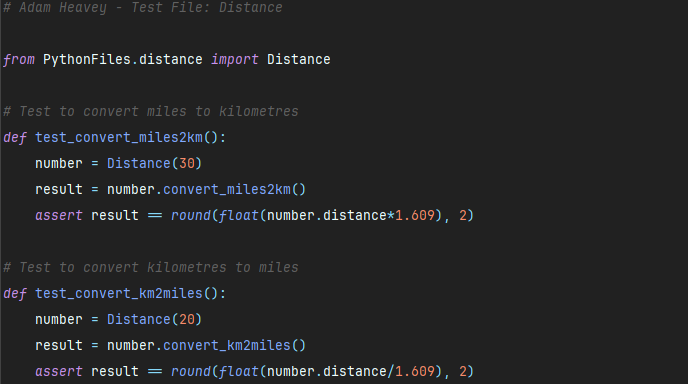 # Adam Heavey - Test File: Distance
from PythonFiles.distance import Distance
# Test to convert miles to kilometres
def test_convert_miles2km():
    number = Distance(30)
    result = number.convert_miles2km()
    assert result == round(float(number.distance*1.609), 2)
# Test to convert kilometres to miles
def test_convert_km2miles():
    number = Distance(20)
    result = number.convert_km2miles()
    assert result == round(float(number.distance/1.609), 2)